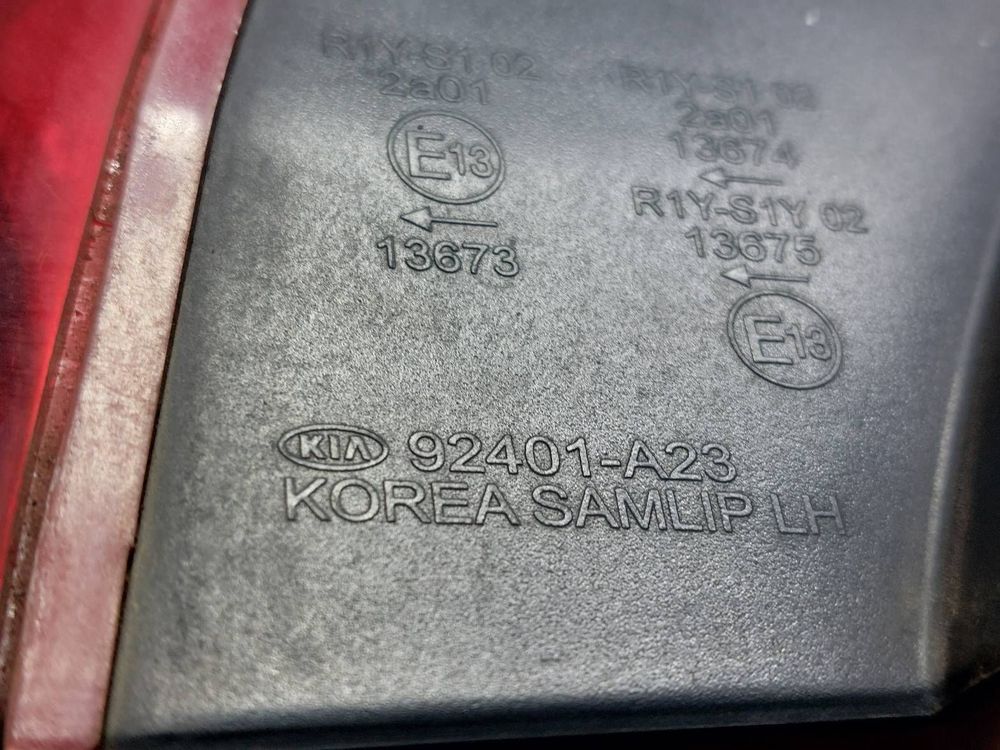 R1Y-S1 02
2a01
E13
13673
R1Y-S1 02
2a01
13674
R1Y-S1Y 02
13675
E13
KIA 92401-A23
KOREA SAMLIP LH